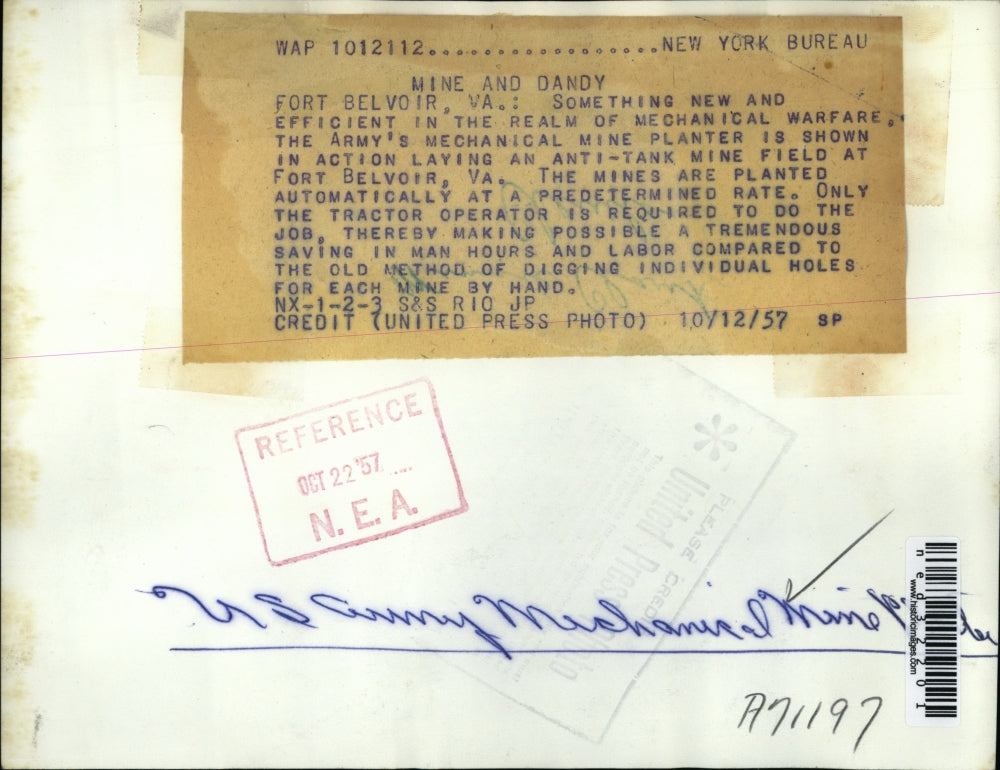 WAP 1012112..................NEW YORK BUREAU
MINE AND DANDY
FORT BELVOIR, VA.: SOMETHING NEW AND
EFFICIENT IN THE REALM OF MECHANICAL WARFARE,
THE ARMY'S MECHANICAL MINE PLANTER IS SHOWN
IN ACTION LAYING AN ANTI-TANK MINE FIELD AT
FORT BELVOIR, VA. THE MINES ARE PLANTED
AUTOMATICALLY AT A PREDETERMINED RATE. ONLY
THE TRACTOR OPERATOR IS REQUIRED TO DO THE
JOB, THEREBY MAKING POSSIBLE A TREMENDOUS
SAVING IN MAN HOURS AND LABOR COMPARED TO
THE OLD METHOD OF DIGGING INDIVIDUAL HOLES
FOR EACH MINE BY HAND.
NX-1-2-3 S&S RIO JP
CREDIT (UNITED PRESS PHOTO) 10/12/57 SP
REFERENCE
OCT 22 '57
N.E.A.
PLEASE CREDIT
United Press
US Army Mechanical Mine
ned32201
www.historicimages.com
A71197